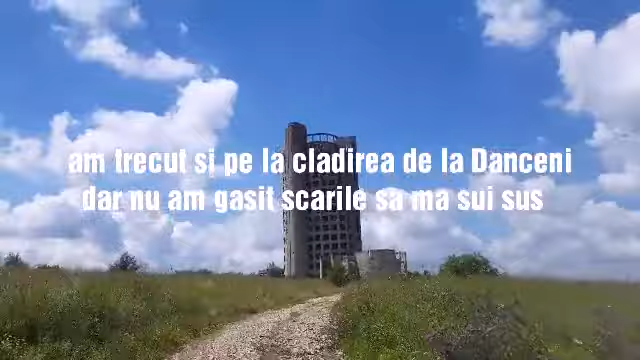 am trecut si pe la cladirea de la Danceni
dar nu am gasit scarile sa ma sui sus